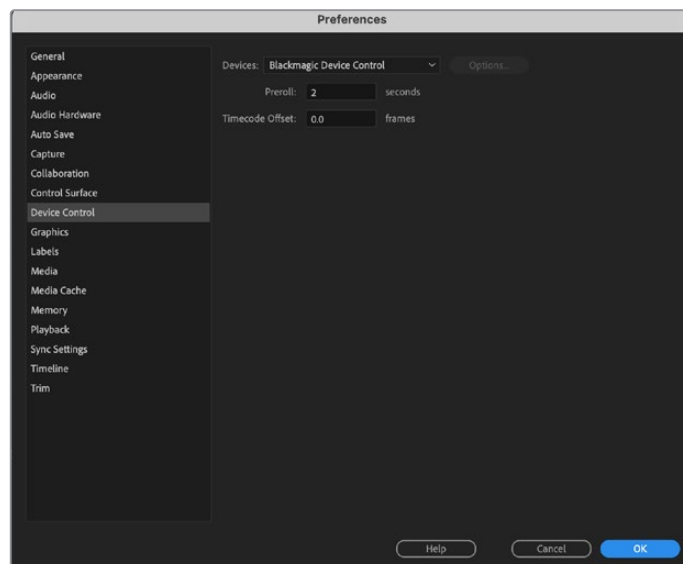 Preferences
General
Appearance
Audio
Audio Hardware
Auto Save
Capture
Collaboration
Control Surface
Device Control
Graphics
Labels
Media
Media Cache
Memory
Playback
Sync Settings
Timeline
Trim
Devices: Blackmagic Device Control Options...
Preroll: 2 seconds
Timecode Offset: 0.0 frames
Help Cancel OK